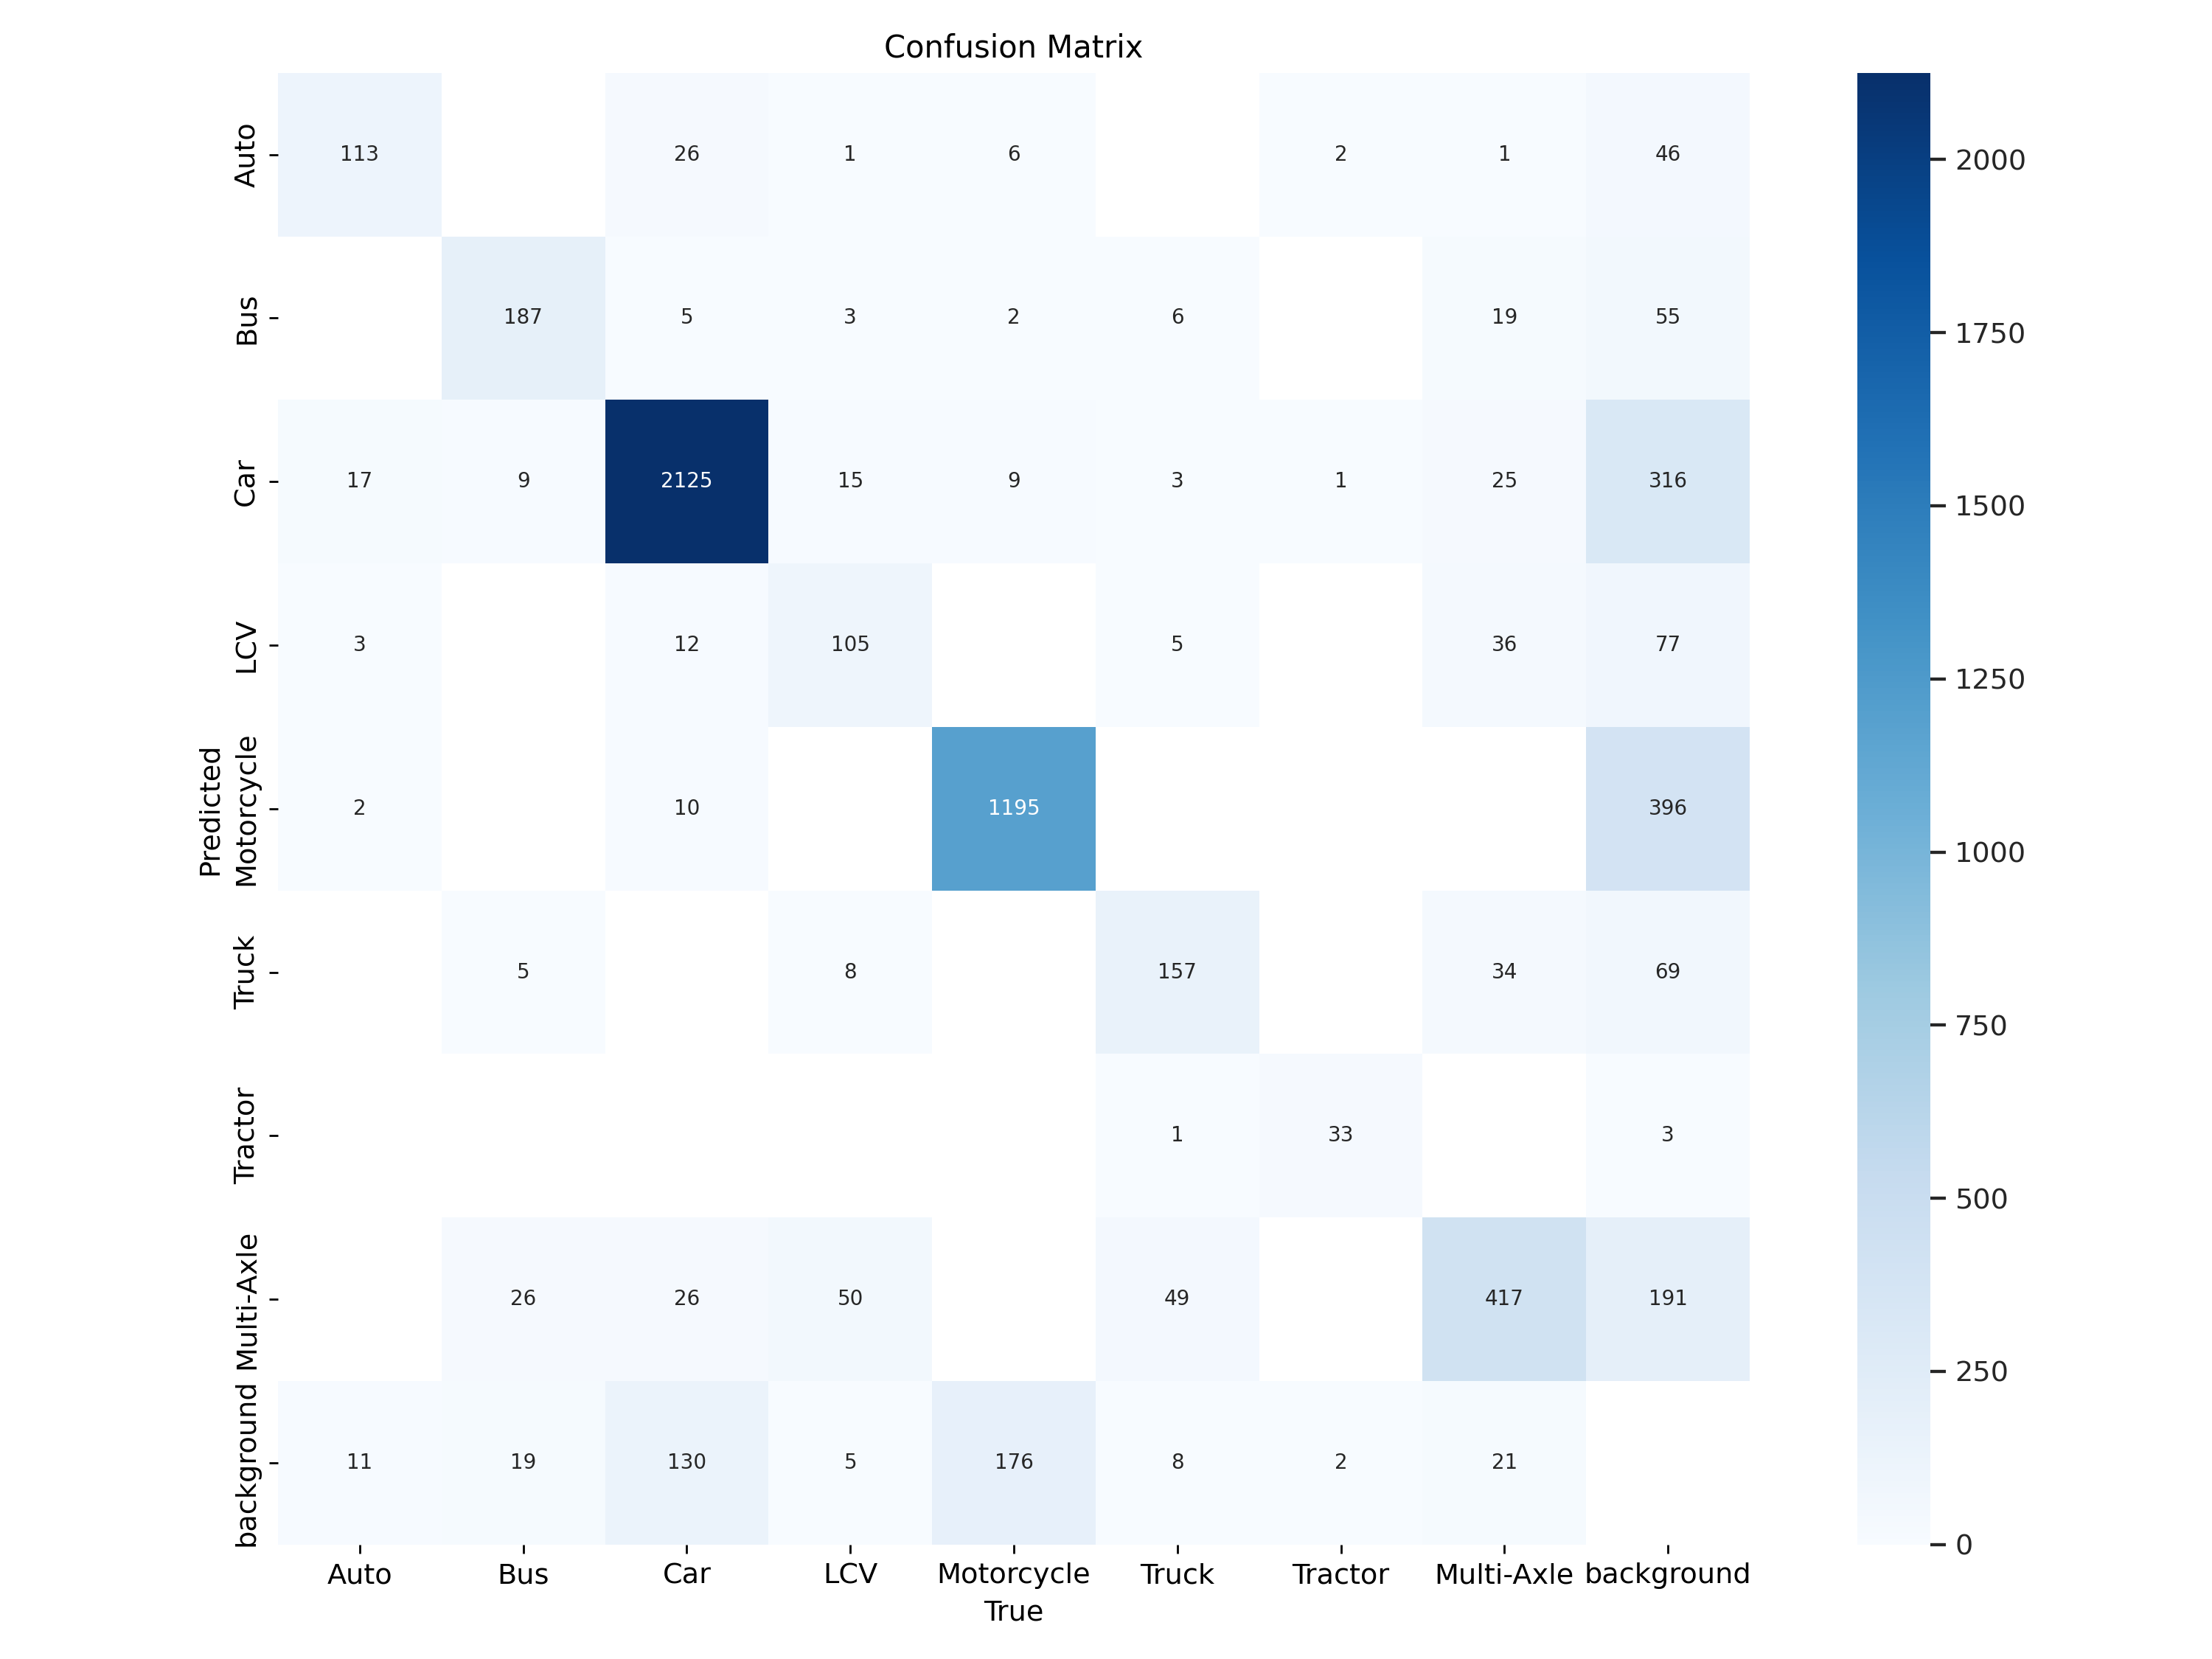 Confusion Matrix
Auto 113 26 1 6 2 1 46
Bus 187 5 3 2 6 19 55
Car 17 9 2125 15 9 3 1 25 316
LCV 3 12 105 5 36 77
Motorcycle 2 10 1195 396
Truck 5 8 157 34 69
Tractor 1 33 3
Multi-Axle 26 26 50 49 417 191
background 11 19 130 5 176 8 2 21
Predicted
Auto Bus Car LCV Motorcycle Truck Tractor Multi-Axle background
True
2000
1750
1500
1250
1000
750
500
250
0